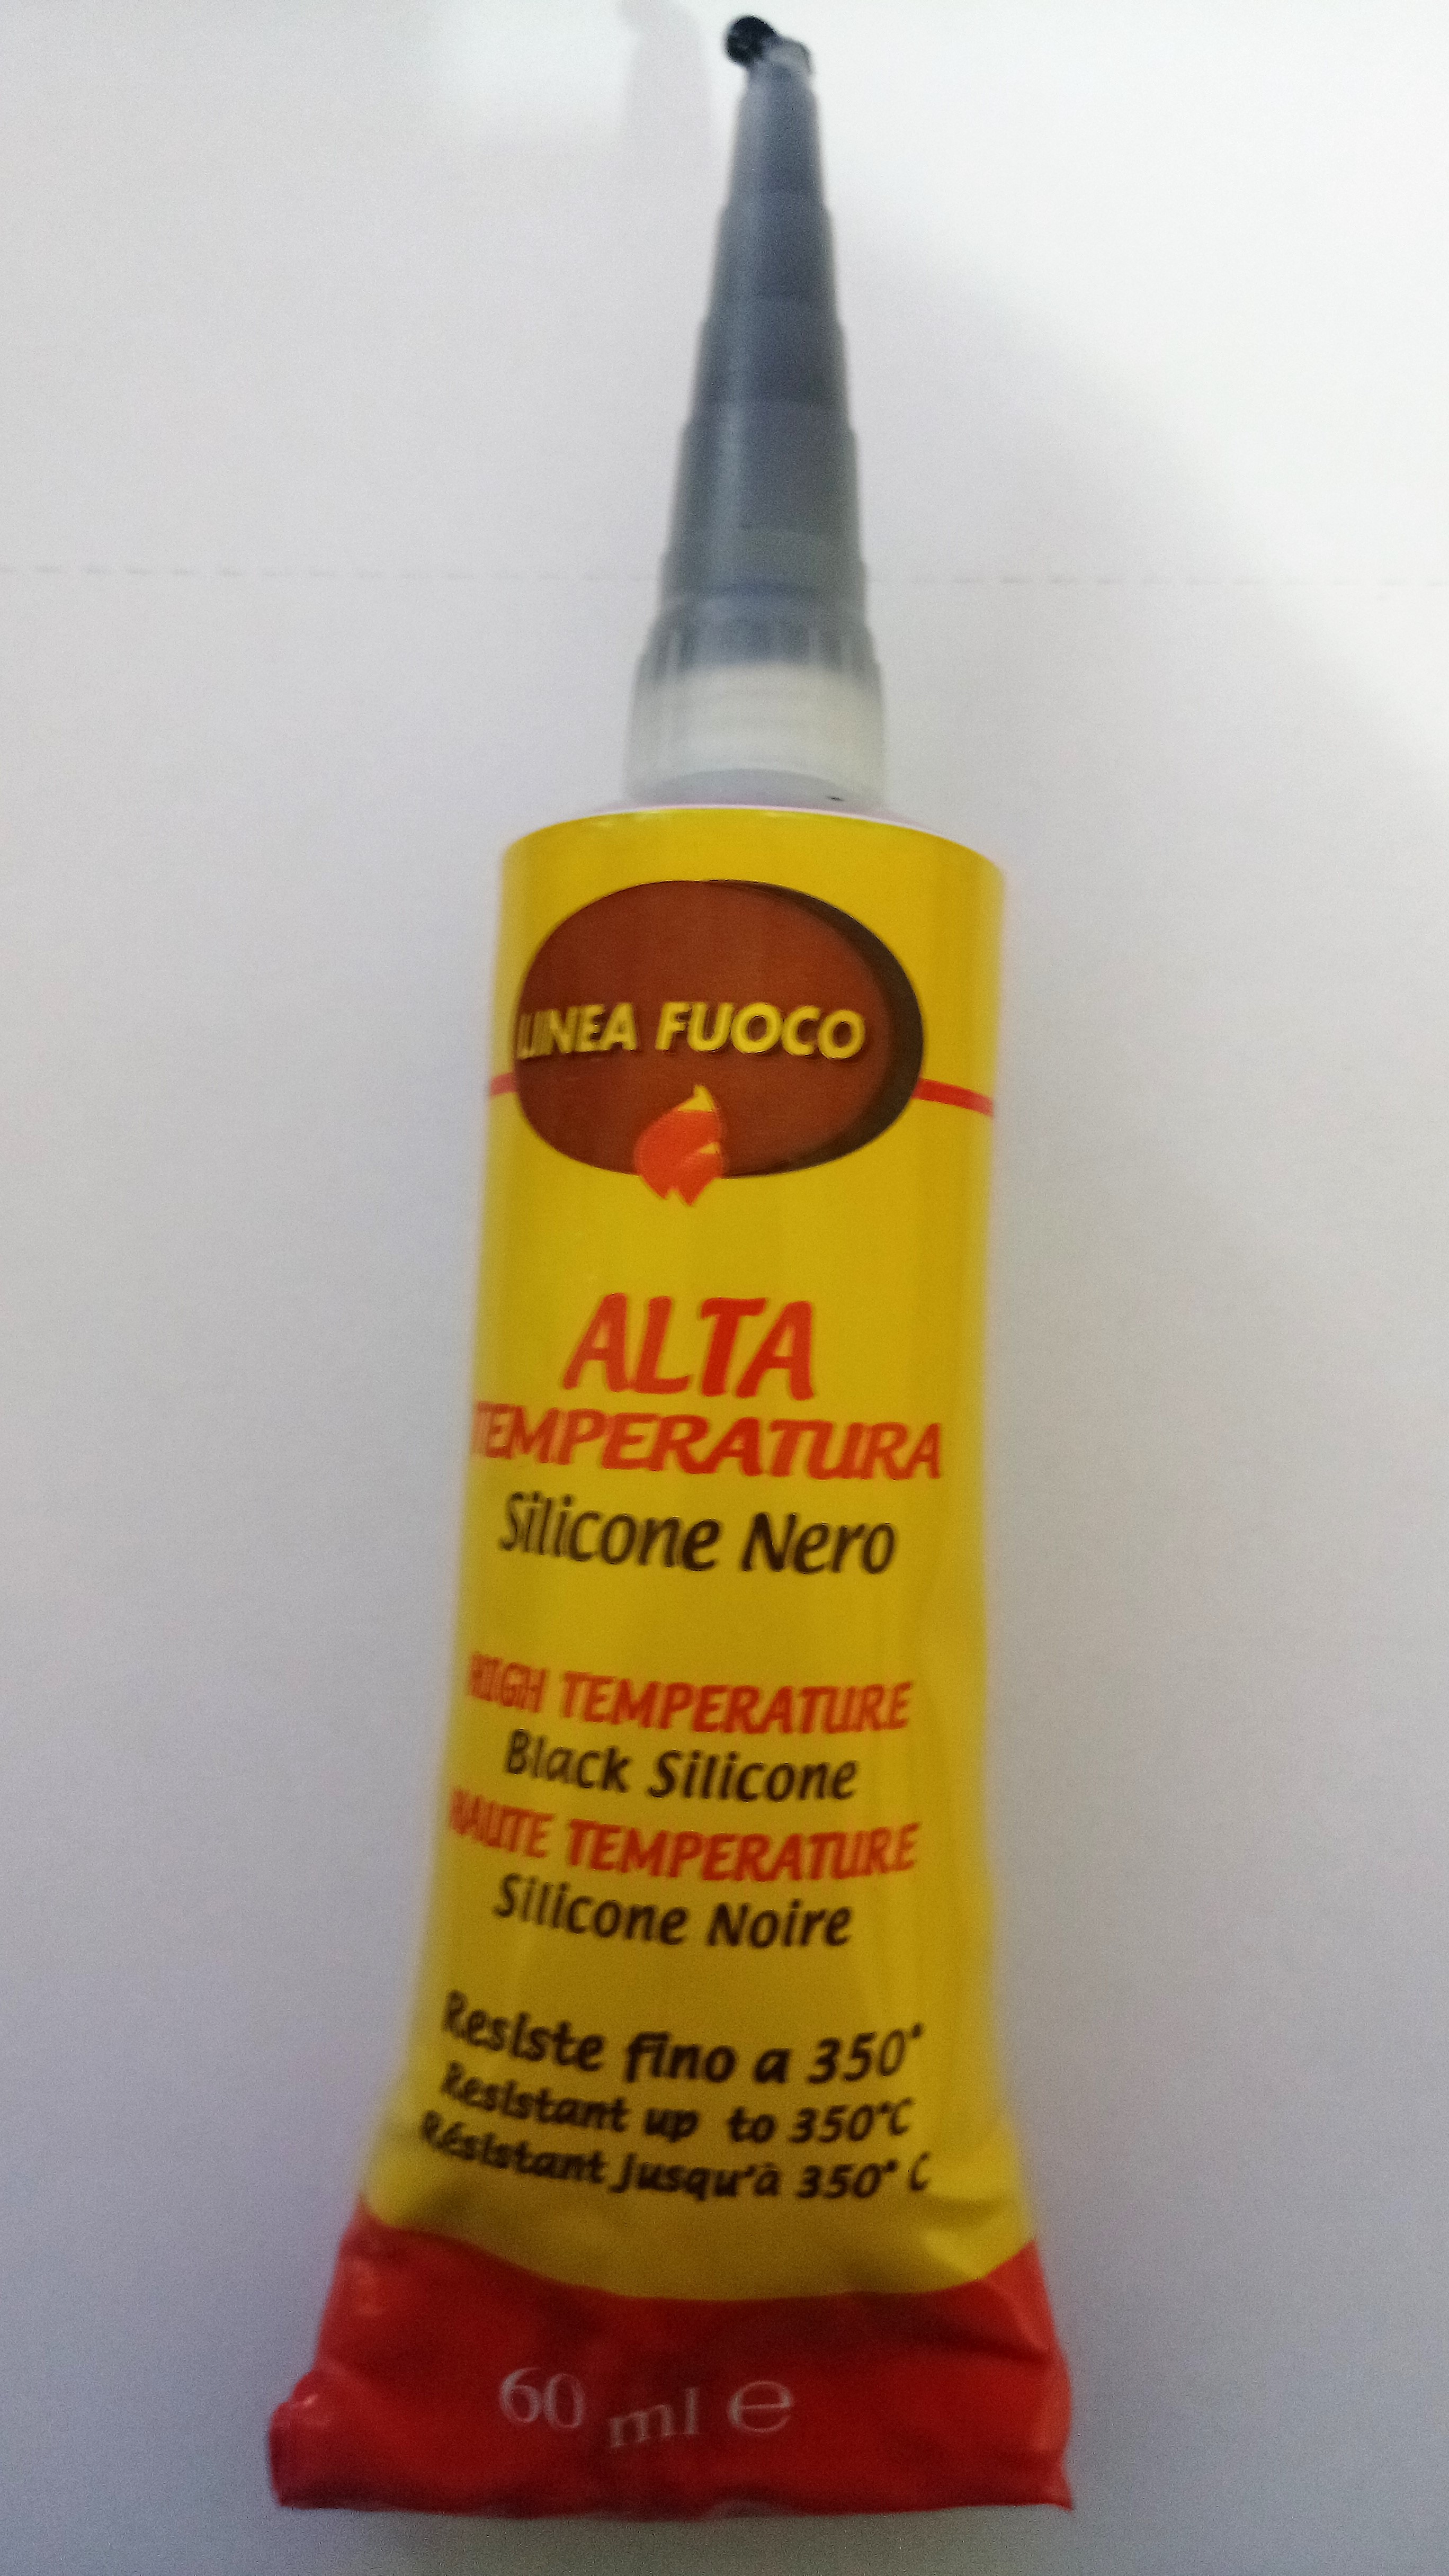 LINEA FUOCO
ALTA
TEMPERATURA
Silicone Nero
HIGH TEMPERATURE
Black Silicone
HAUTE TEMPERATURE
Silicone Noire
Resiste fino a 350°
Resistant up to 350°C
Résistant Jusqu'à 350° C
60 ml ℮